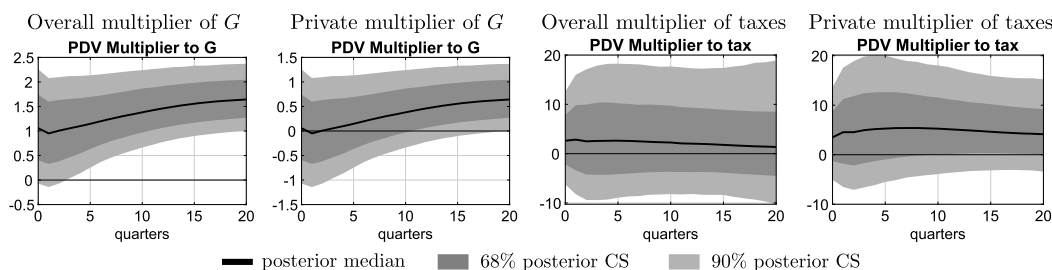 Overall multiplier of G
Private multiplier of G
Overall multiplier of taxes
Private multiplier of taxes
PDV Multiplier to G
PDV Multiplier to G
PDV Multiplier to tax
PDV Multiplier to tax
2.5
2
1.5
1
0.5
0
-0.5
0 5 10 15 20
quarters
1.5
1
0.5
0
-0.5
-1
-1.5
0 5 10 15 20
quarters
20
10
0
-10
0 5 10 15 20
quarters
20
10
0
-10
0 5 10 15 20
quarters
posterior median
68% posterior CS
90% posterior CS